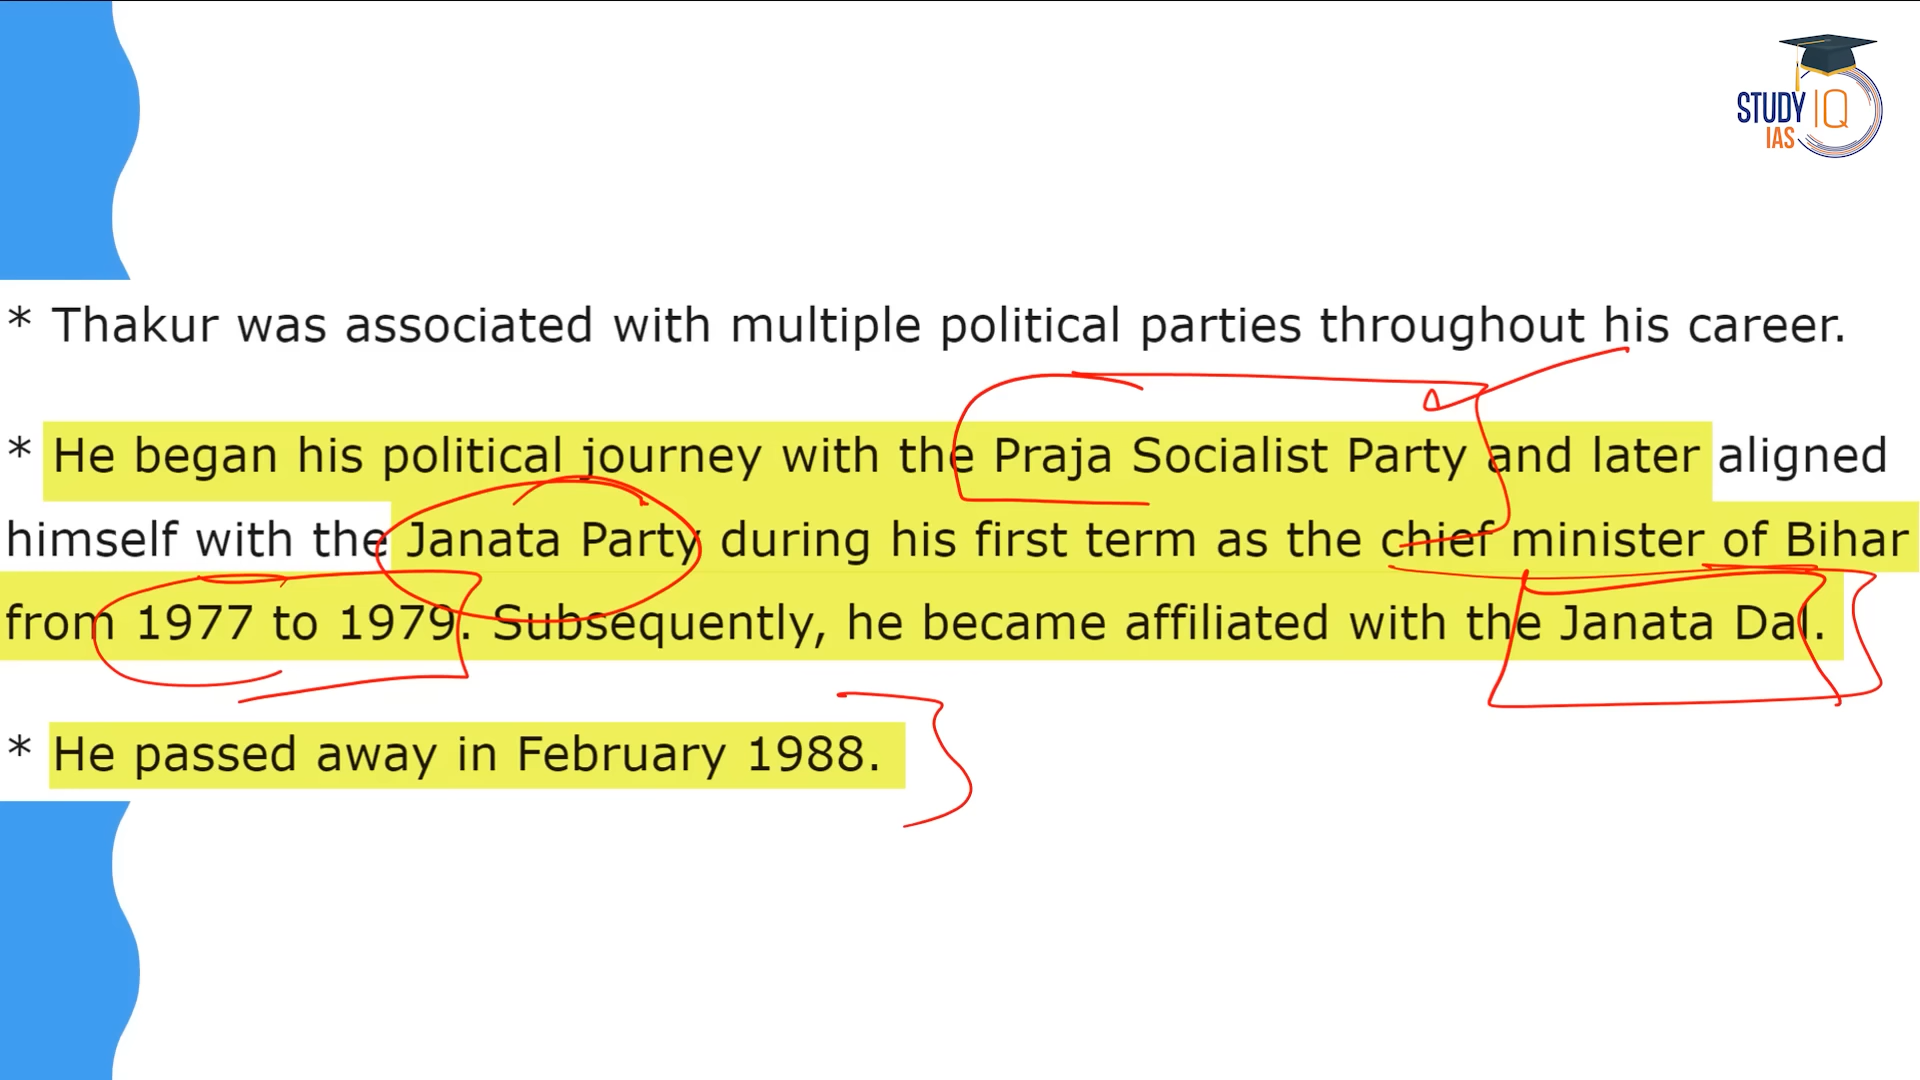 STUDY IQ
IAS
* Thakur was associated with multiple political parties throughout his career.
* He began his political journey with the Praja Socialist Party and later aligned
himself with the Janata Party during his first term as the chief minister of Bihar
from 1977 to 1979. Subsequently, he became affiliated with the Janata Dal.
* He passed away in February 1988.